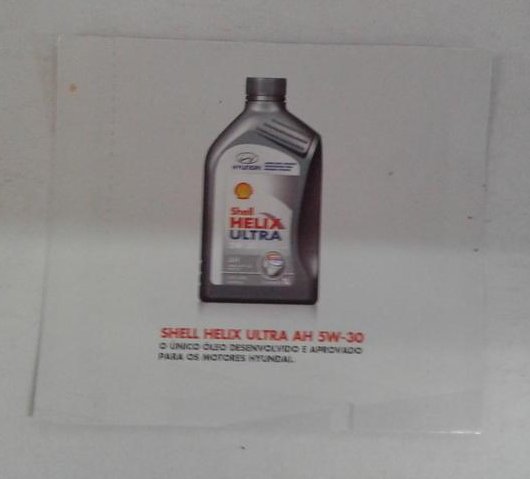 HYUNDAI
Shell
HELIX
ULTRA
SHELL HELIX ULTRA AH 5W-30
O ÚNICO ÓLEO DESENVOLVIDO E APROVADO
PARA OS MOTORES HYUNDAI.